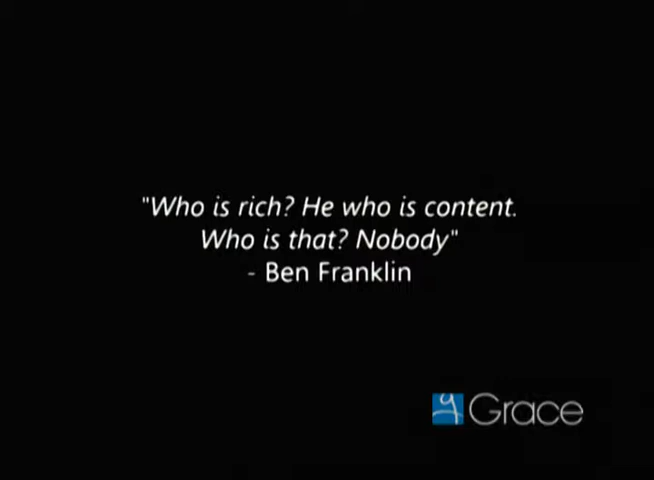 "Who is rich? He who is content.
Who is that? Nobody"
- Ben Franklin
Grace